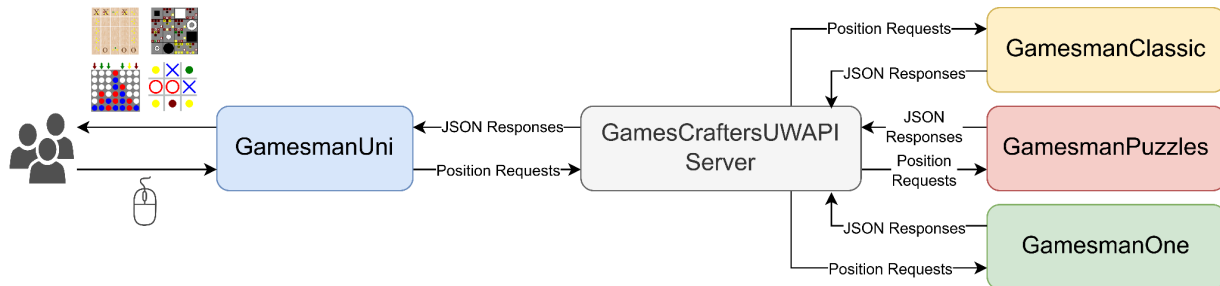 Position Requests
GamesmanClassic
JSON Responses
GamesmanUni
JSON Responses
Position Requests
GamesCraftersUWAPI
Server
JSON
Responses
Position
Requests
GamesmanPuzzles
JSON Responses
GamesmanOne
Position Requests